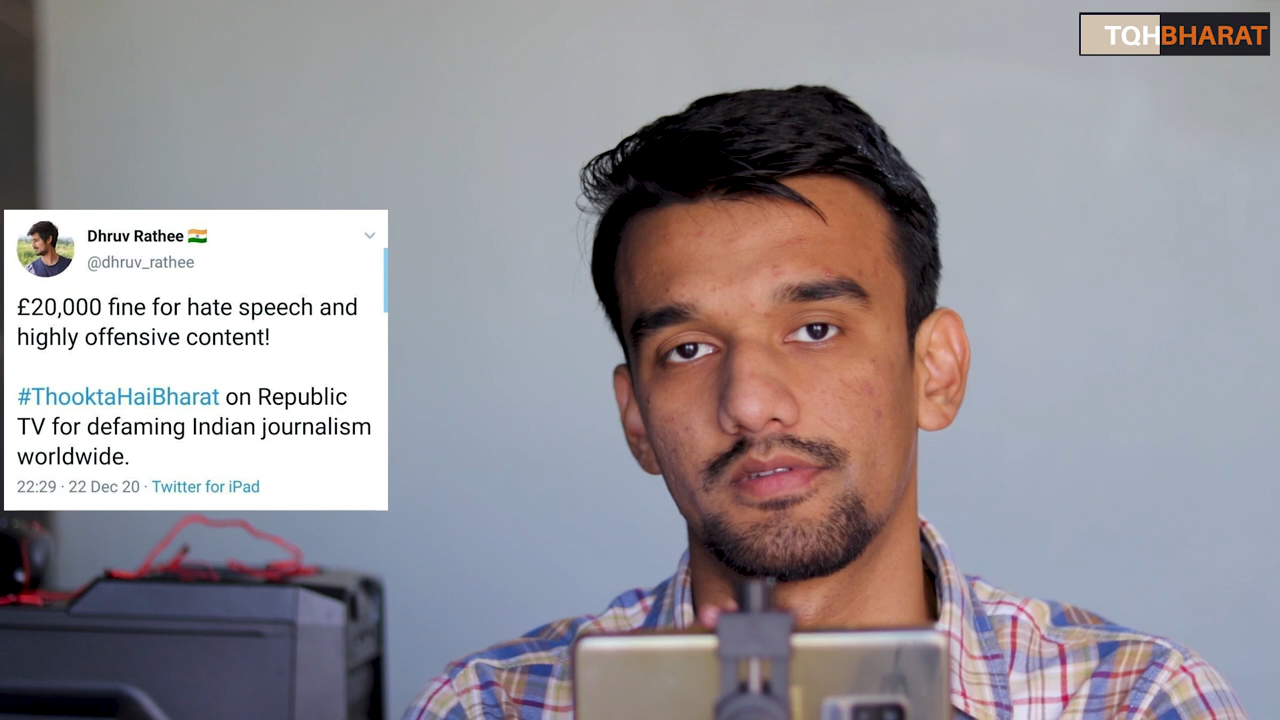 TQHBHARAT
Dhruv Rathee 🇮🇳
@dhruv_rathee
£20,000 fine for hate speech and
highly offensive content!
#ThooktaHaiBharat on Republic
TV for defaming Indian journalism
worldwide.
22:29 · 22 Dec 20 · Twitter for iPad